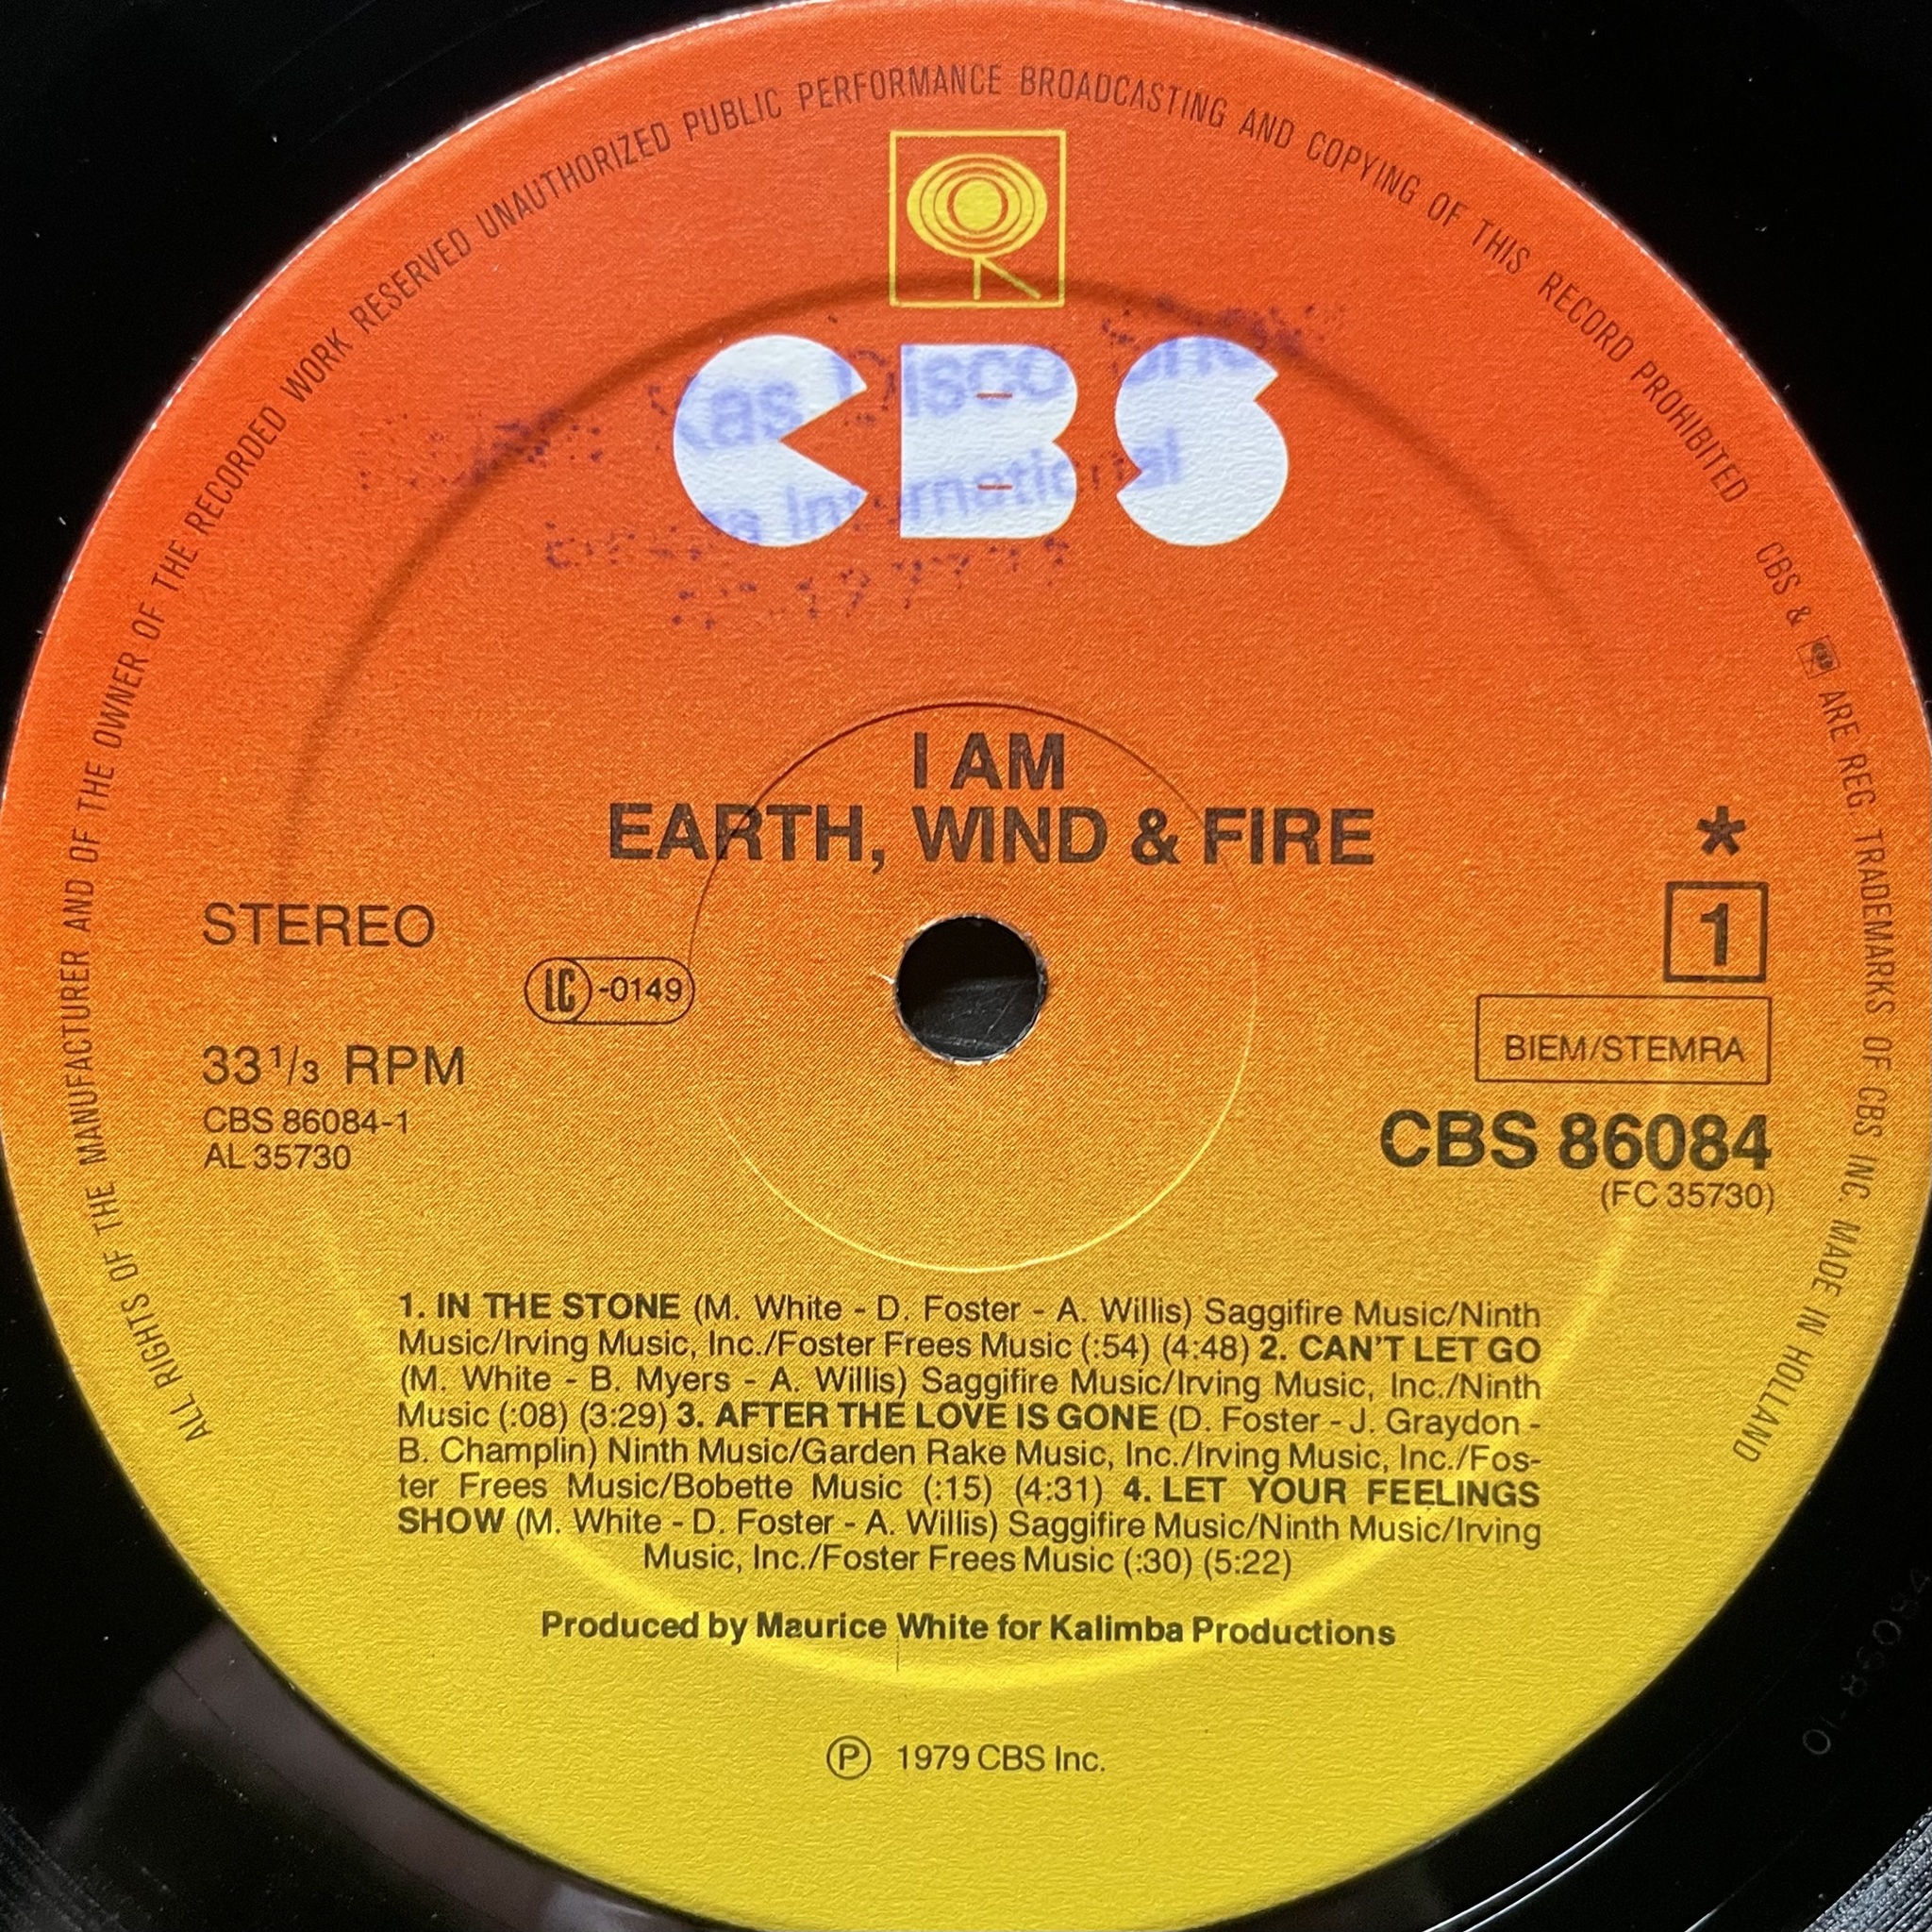 ALL RIGHTS OF THE MANUFACTURER AND OF THE OWNER OF THE RECORDED WORK RESERVED UNAUTHORIZED PUBLIC PERFORMANCE BROADCASTING AND COPYING OF THIS RECORD PROHIBITED CBS & CBS ARE REG. TRADEMARKS OF CBS INC. MADE IN HOLLAND
CBS
Disco
International
I AM
EARTH, WIND & FIRE
*
STEREO
1
LC-0149
BIEM/STEMRA
33 1/3 RPM
CBS 86084-1
AL 35730
CBS 86084
(FC 35730)
1. IN THE STONE (M. White - D. Foster - A. Willis) Saggifire Music/Ninth
Music/Irving Music, Inc./Foster Frees Music (:54) (4:48) 2. CAN'T LET GO
(M. White - B. Myers - A. Willis) Saggifire Music/Irving Music, Inc./Ninth
Music (:08) (3:29) 3. AFTER THE LOVE IS GONE (D. Foster - J. Graydon -
B. Champlin) Ninth Music/Garden Rake Music, Inc./Irving Music, Inc./Fos-
ter Frees Music/Bobette Music (:15) (4:31) 4. LET YOUR FEELINGS
SHOW (M. White - D. Foster - A. Willis) Saggifire Music/Ninth Music/Irving
Music, Inc./Foster Frees Music (:30) (5:22)
Produced by Maurice White for Kalimba Productions
℗ 1979 CBS Inc.
01-86084